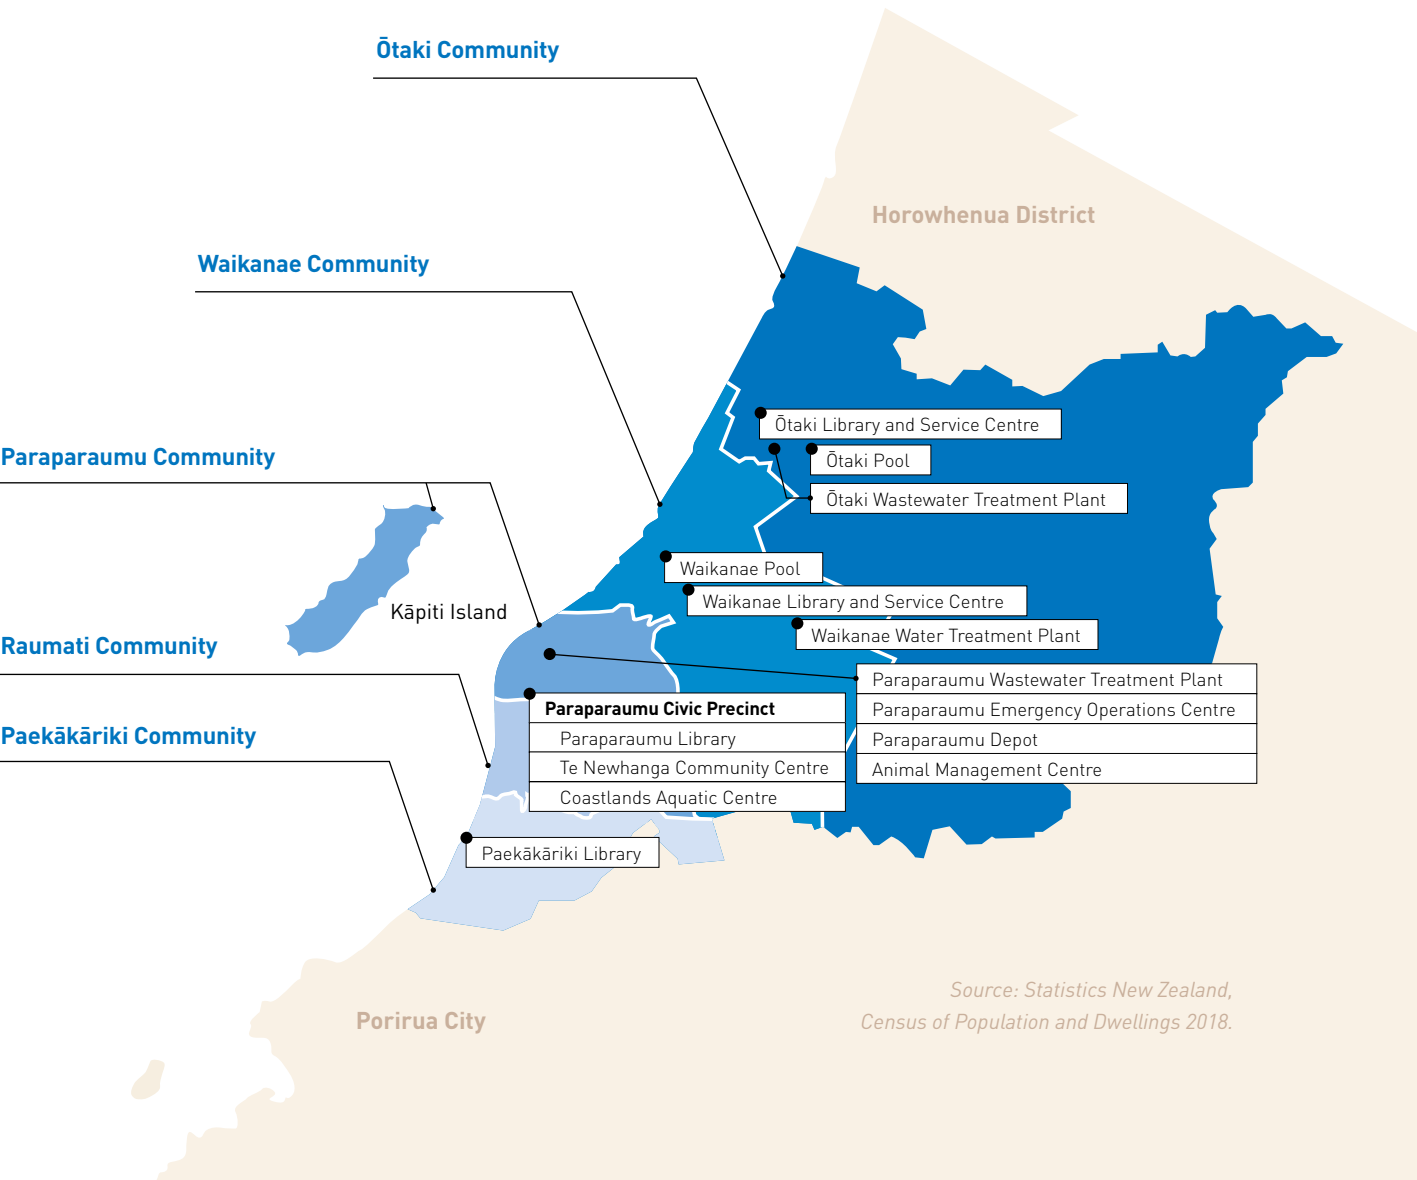 Ōtaki Community
Horowhenua District
Waikanae Community
Ōtaki Library and Service Centre
Paraparaumu Community
Ōtaki Pool
Ōtaki Wastewater Treatment Plant
Waikanae Pool
Waikanae Library and Service Centre
Kāpiti Island
Waikanae Water Treatment Plant
Raumati Community
Paraparaumu Wastewater Treatment Plant
Paraparaumu Emergency Operations Centre
Paraparaumu Depot
Animal Management Centre
Paraparaumu Civic Precinct
Paraparaumu Library
Te Newhanga Community Centre
Coastlands Aquatic Centre
Paekākāriki Community
Paekākāriki Library
Source: Statistics New Zealand,
Census of Population and Dwellings 2018.
Porirua City